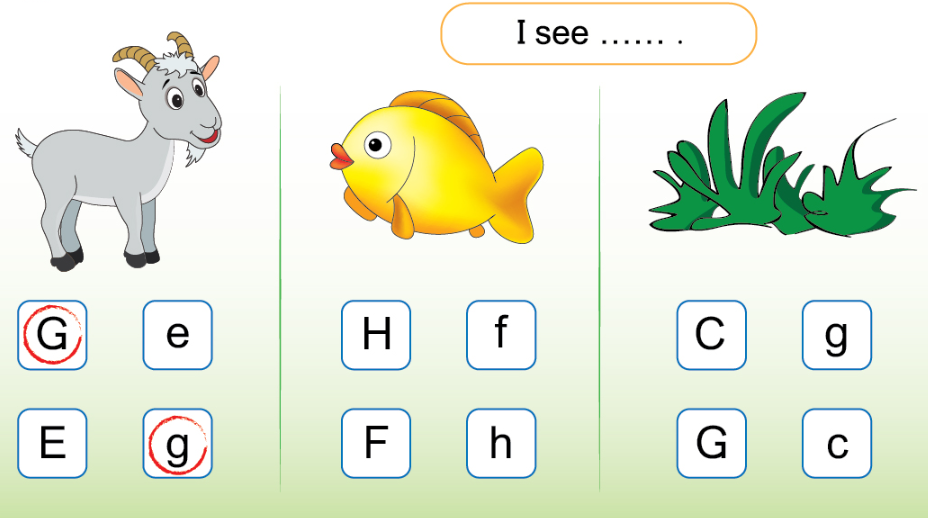 I see ...... .
G e H f C g
E g F h G c